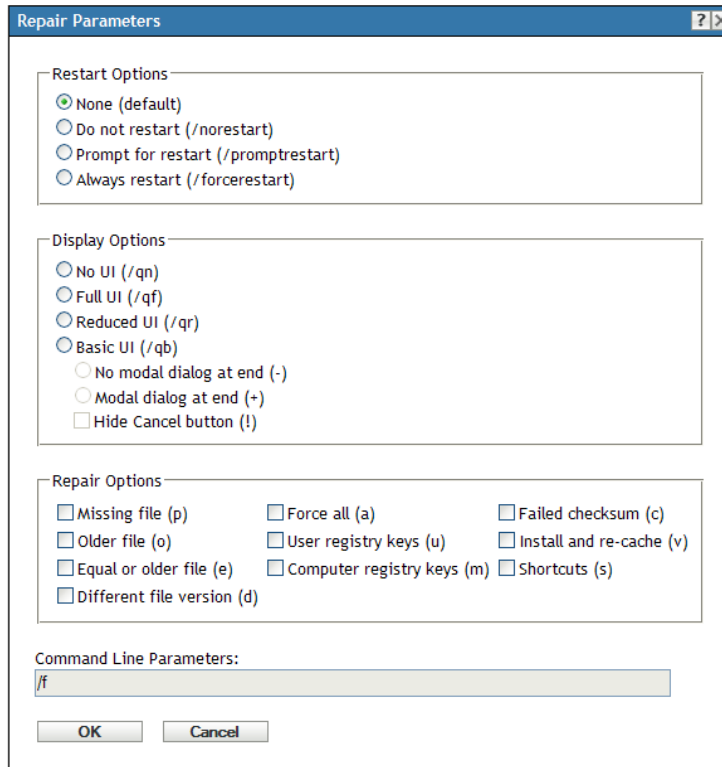 Repair Parameters
Restart Options
None (default)
Do not restart (/norestart)
Prompt for restart (/promptrestart)
Always restart (/forcerestart)
Display Options
No UI (/qn)
Full UI (/qf)
Reduced UI (/qr)
Basic UI (/qb)
No modal dialog at end (-)
Modal dialog at end (+)
Hide Cancel button (!)
Repair Options
Missing file (p) Force all (a) Failed checksum (c)
Older file (o) User registry keys (u) Install and re-cache (v)
Equal or older file (e) Computer registry keys (m) Shortcuts (s)
Different file version (d)
Command Line Parameters:
/f
OK Cancel